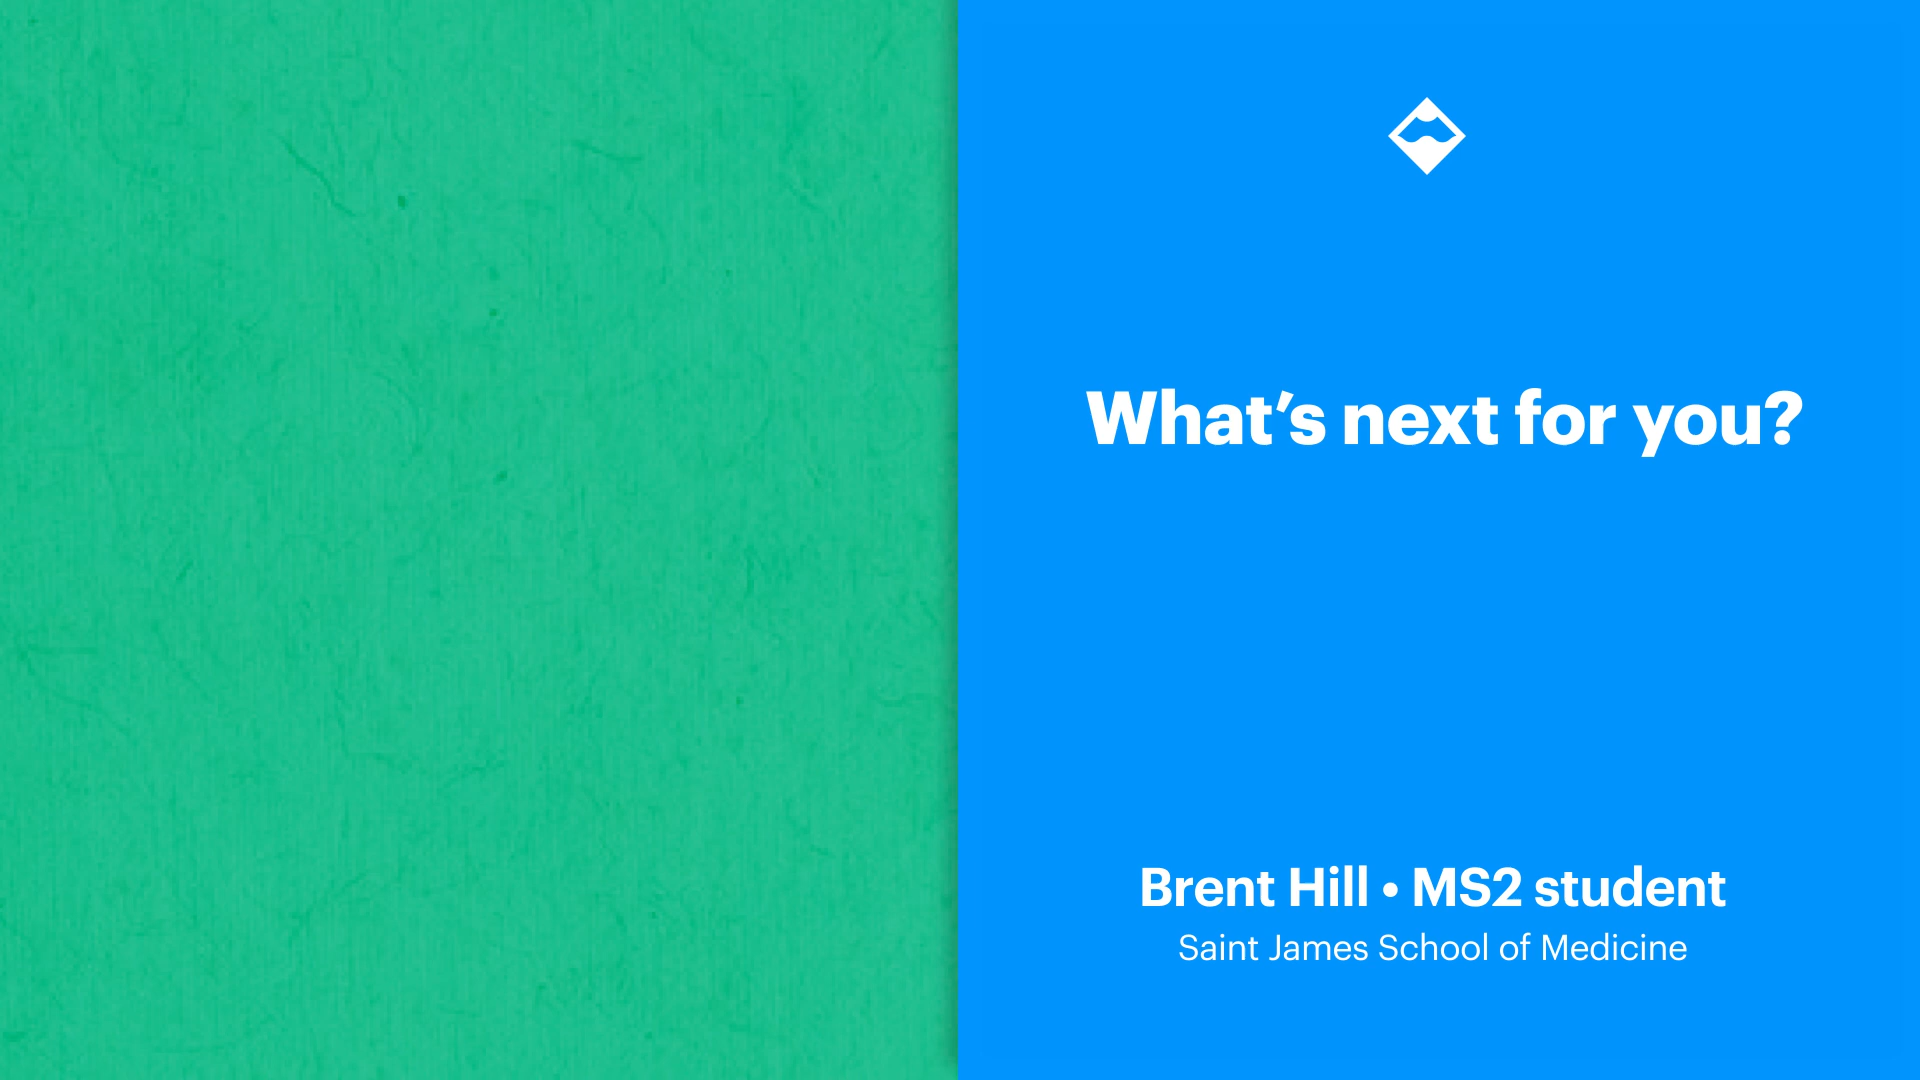 What’s next for you?
Brent Hill • MS2 student
Saint James School of Medicine